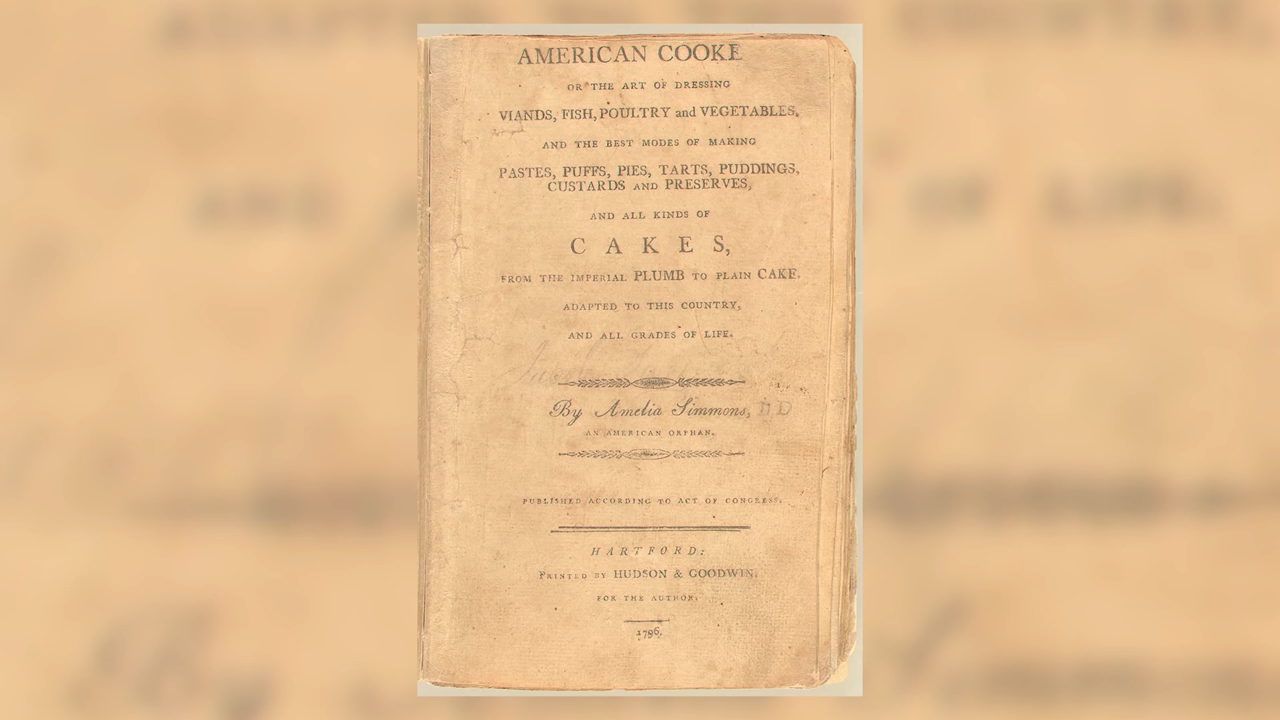 AMERICAN COOKE
OR THE ART OF DRESSING
VIANDS, FISH, POULTRY and VEGETABLES,
AND THE BEST MODES OF MAKING
PASTES, PUFFS, PIES, TARTS, PUDDINGS,
CUSTARDS AND PRESERVES,
AND ALL KINDS OF
CAKES,
FROM THE IMPERIAL PLUMB TO PLAIN CAKE.
ADAPTED TO THIS COUNTRY,
AND ALL GRADES OF LIFE.
By Amelia Simmons,
AN AMERICAN ORPHAN.
PUBLISHED ACCORDING TO ACT OF CONGRESS.
HARTFORD:
PRINTED BY HUDSON & GOODWIN.
FOR THE AUTHOR.
1796.